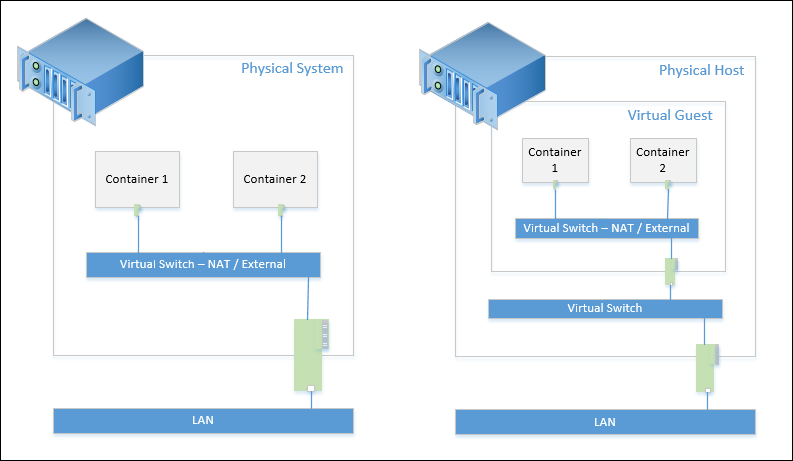 Physical System
Container 1
Container 2
Virtual Switch – NAT / External
LAN
Physical Host
Virtual Guest
Container
1
Container
2
Virtual Switch – NAT / External
Virtual Switch
LAN